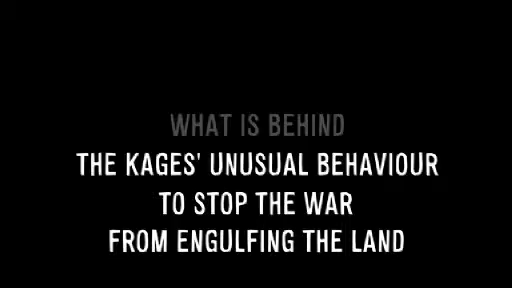 WHAT IS BEHIND
THE KAGES' UNUSUAL BEHAVIOUR
TO STOP THE WAR
FROM ENGULFING THE LAND